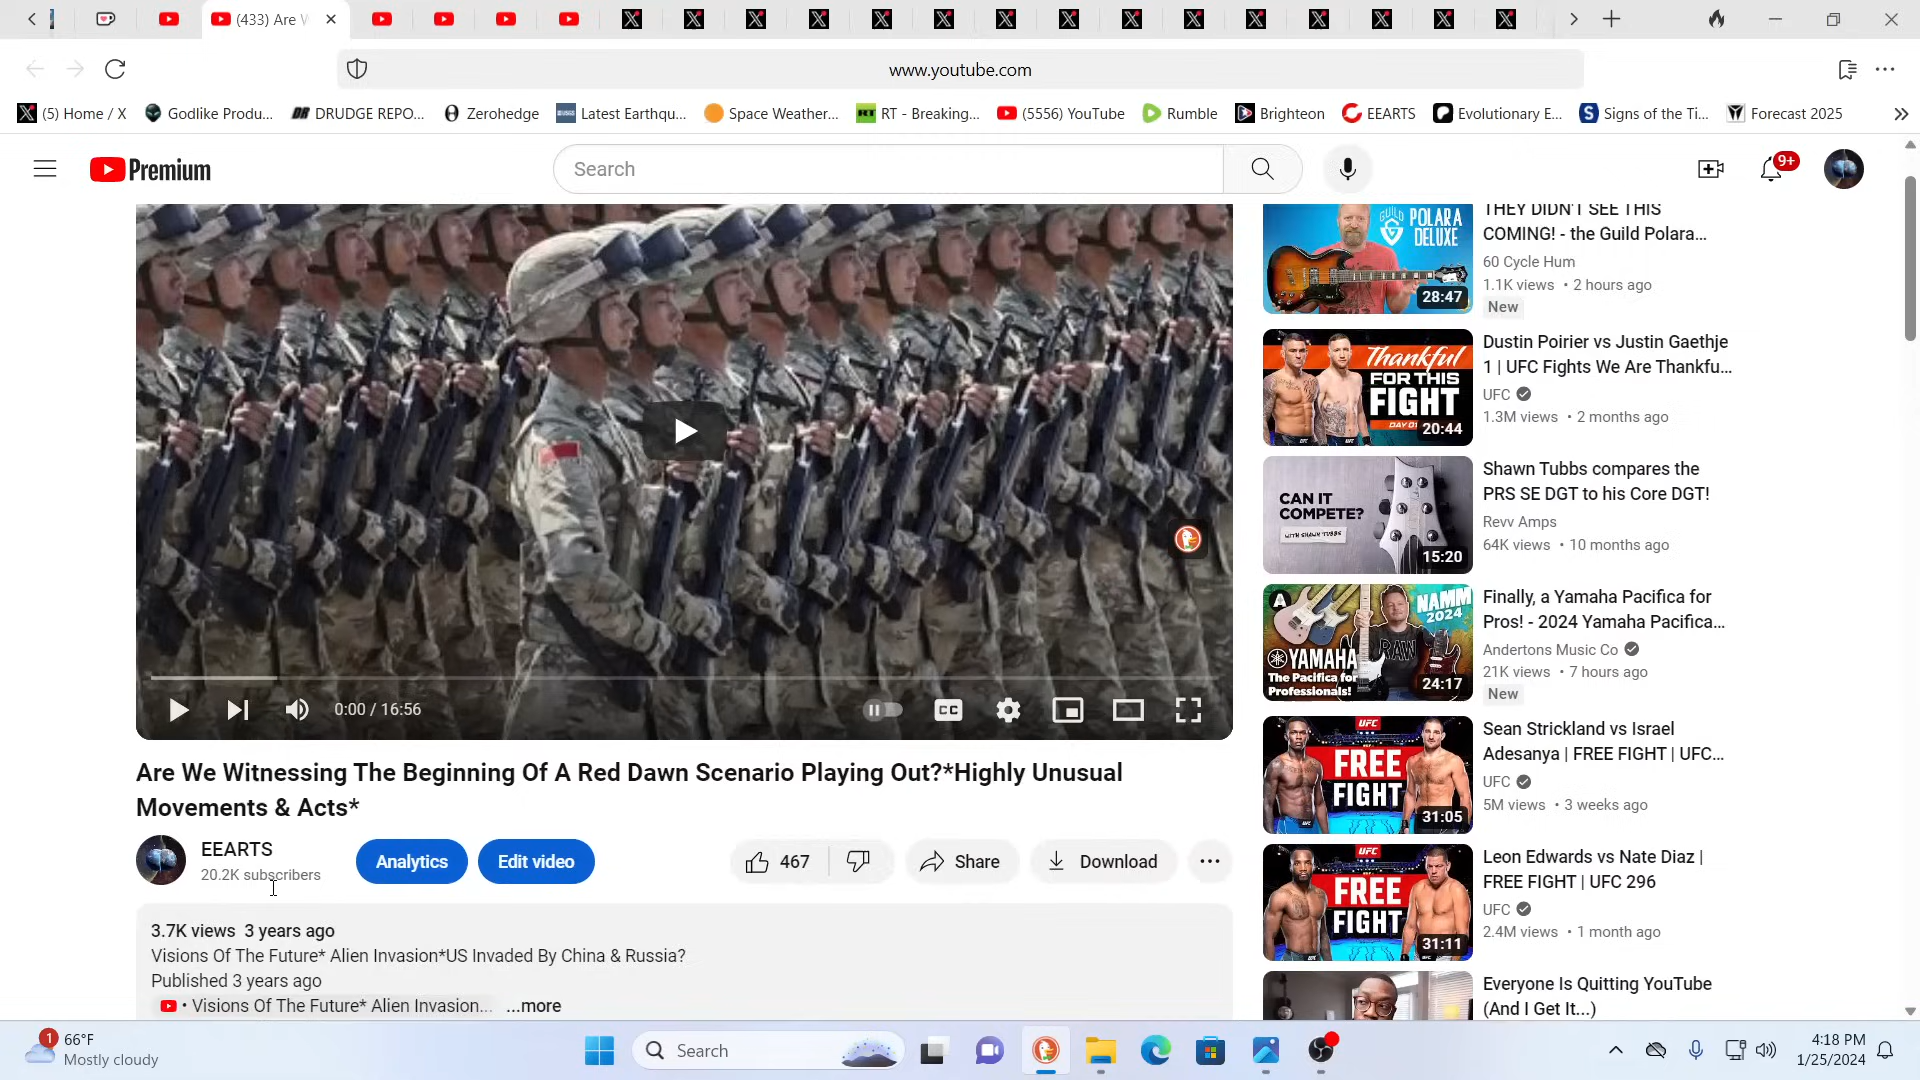 (433) Are W
www.youtube.com
(5) Home / X
Godlike Produ...
DRUDGE REPO...
Zerohedge
Latest Earthqu...
Space Weather...
RT - Breaking...
(5556) YouTube
Rumble
Brighteon
EEARTS
Evolutionary E...
Signs of the Ti...
Forecast 2025
Premium
Search
9+
GUILD
POLARA
DELUXE
28:47
THEY DIDN'T SEE THIS
COMING! - the Guild Polara...
60 Cycle Hum
1.1K views • 2 hours ago
New
Thankful
FOR THIS
FIGHT
20:44
Dustin Poirier vs Justin Gaethje
1 | UFC Fights We Are Thankfu...
UFC
1.3M views • 2 months ago
CAN IT
COMPETE?
WITH SHAWN TUBBS
15:20
Shawn Tubbs compares the
PRS SE DGT to his Core DGT!
Revv Amps
64K views • 10 months ago
A
NAMM
2024
RAW
YAMAHA
The Pacifica for
Professionals!
24:17
Finally, a Yamaha Pacifica for
Pros! - 2024 Yamaha Pacifica...
Andertons Music Co
21K views • 7 hours ago
New
UFC
FREE
FIGHT
31:05
Sean Strickland vs Israel
Adesanya | FREE FIGHT | UFC...
UFC
5M views • 3 weeks ago
UFC
FREE
FIGHT
31:11
Leon Edwards vs Nate Diaz |
FREE FIGHT | UFC 296
UFC
2.4M views • 1 month ago
Everyone Is Quitting YouTube
(And I Get It...)
0:00 / 16:56
CC
Are We Witnessing The Beginning Of A Red Dawn Scenario Playing Out?*Highly Unusual
Movements & Acts*
EEARTS
20.2K subscribers
Analytics
Edit video
467
Share
Download
3.7K views 3 years ago
Visions Of The Future* Alien Invasion*US Invaded By China & Russia?
Published 3 years ago
• Visions Of The Future* Alien Invasion... ...more
1
66°F
Mostly cloudy
Search
4:18 PM
1/25/2024